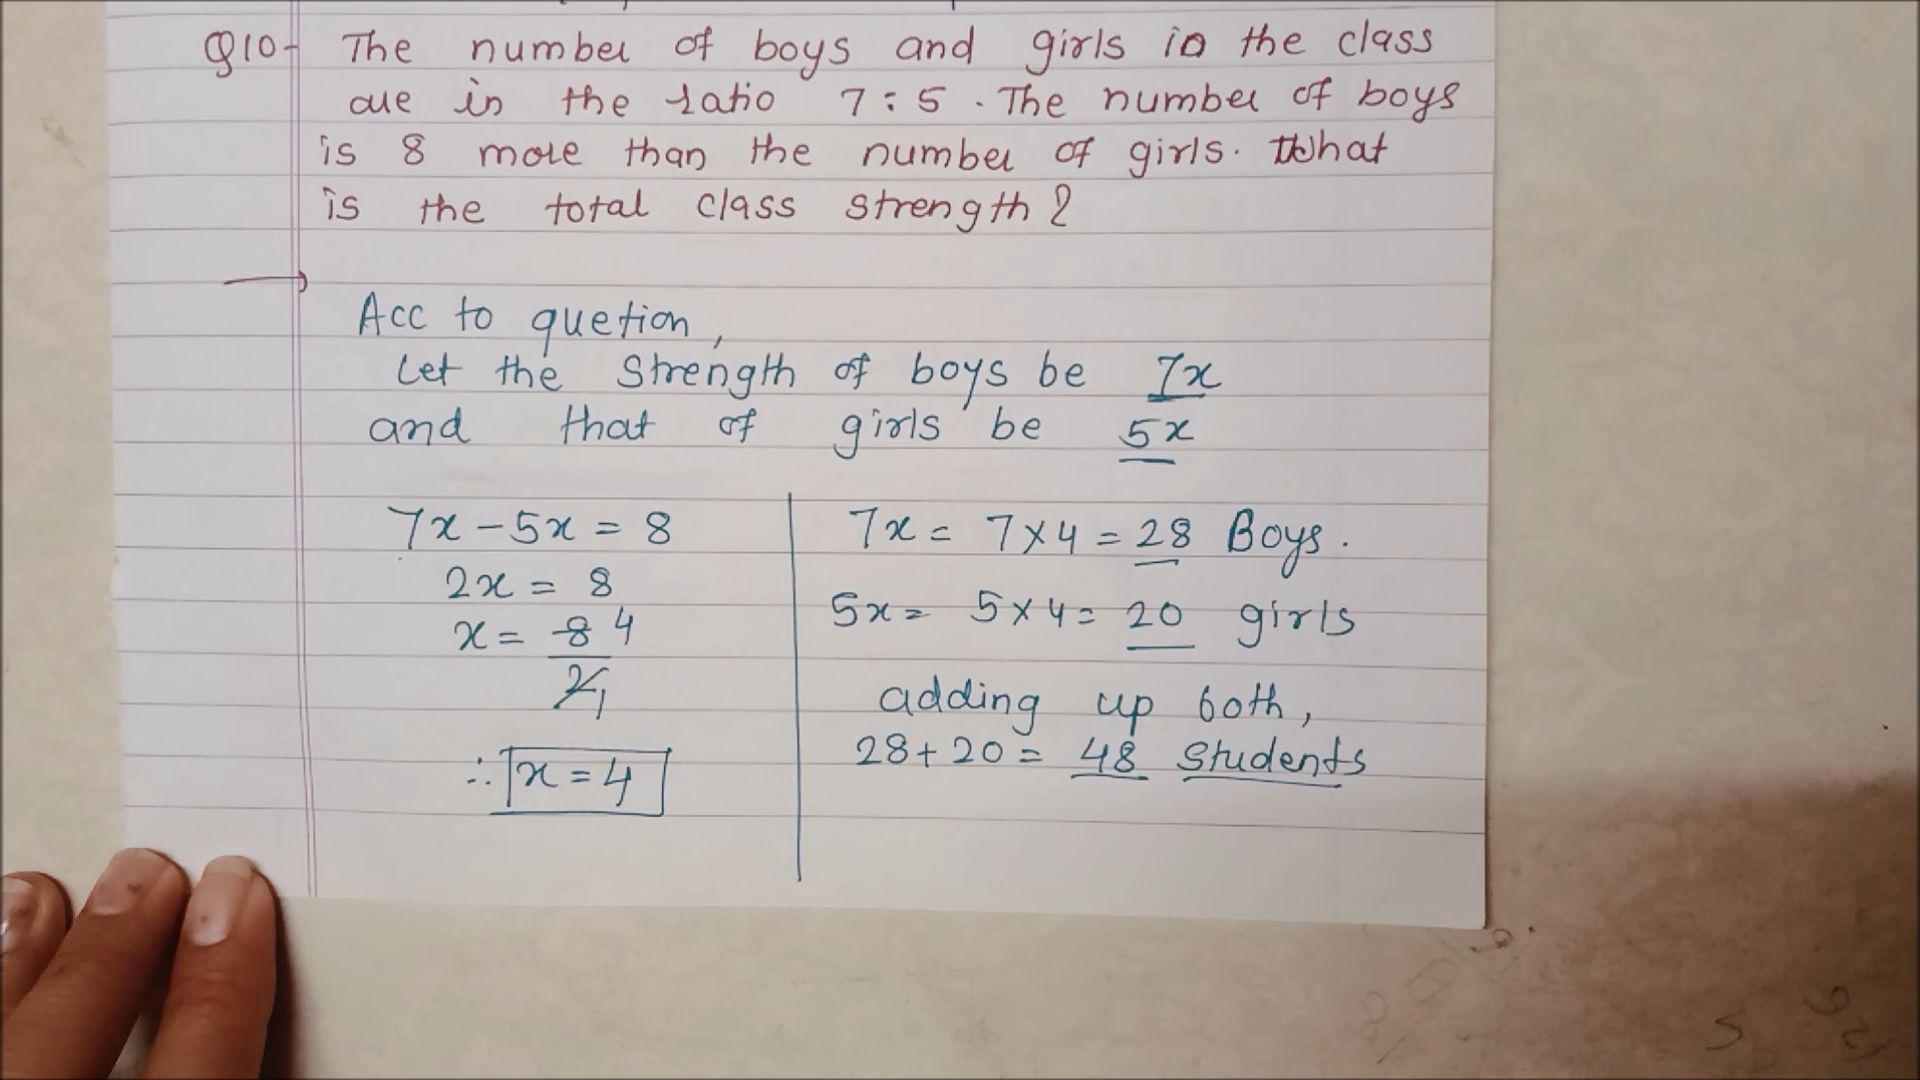 Q10- The number of boys and girls in the class
are in the ratio 7:5. The number of boys
is 8 more than the number of girls. What
is the total class strength?
Acc to quetion,
Let the strength of boys be 7x
and that of girls be 5x
7x - 5x = 8
2x = 8
x = 8 4
2 1
∴ x = 4
7x = 7 × 4 = 28 Boys.
5x = 5 × 4 = 20 girls
adding up both,
28 + 20 = 48 students